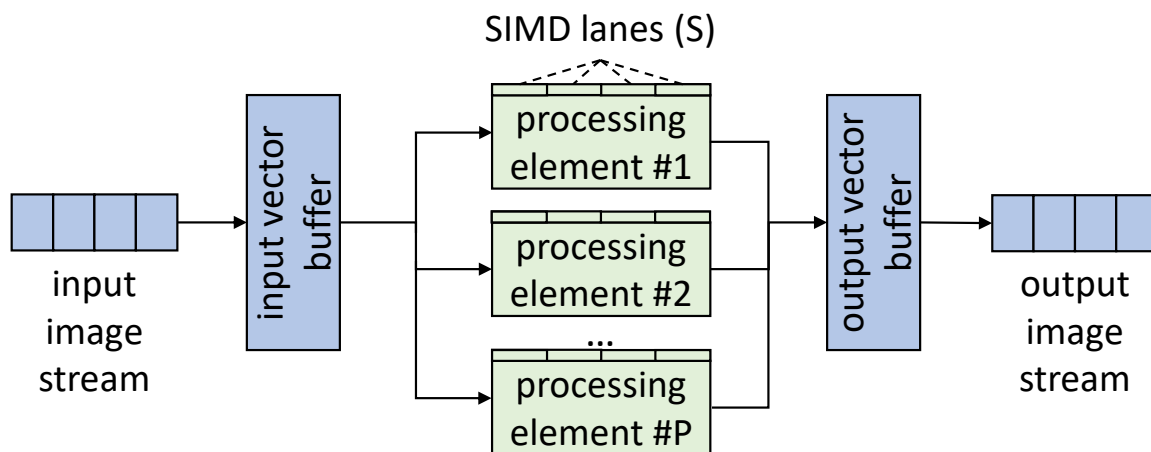 SIMD lanes (S)
input
image
stream
input vector
buffer
processing
element #1
processing
element #2
...
processing
element #P
output vector
buffer
output
image
stream